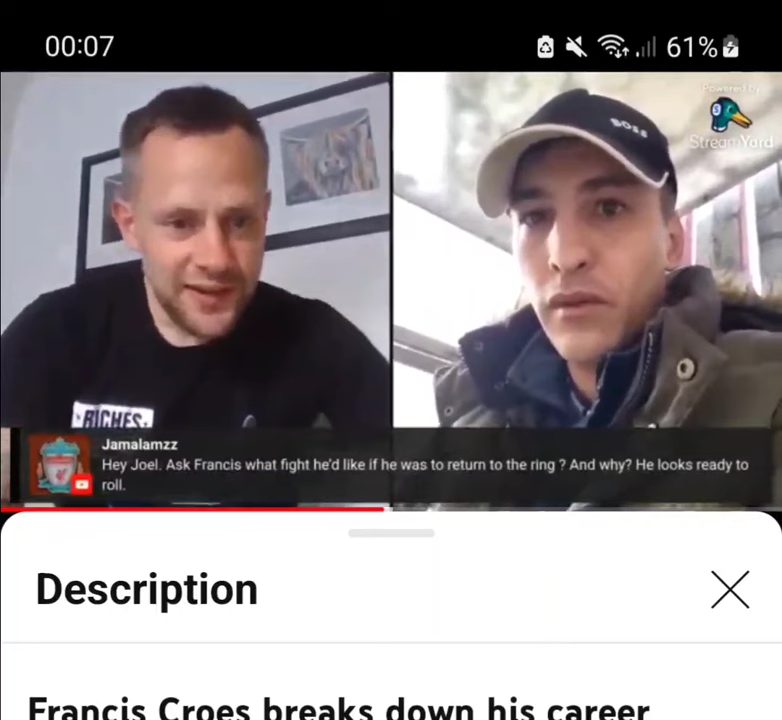 00:07
61%
Powered by
StreamYard
BOSS
RICHES.
Jamalamzz
Hey Joel. Ask Francis what fight he'd like if he was to return to the ring ? And why? He looks ready to
roll.
Description
Francis Croes breaks down his career